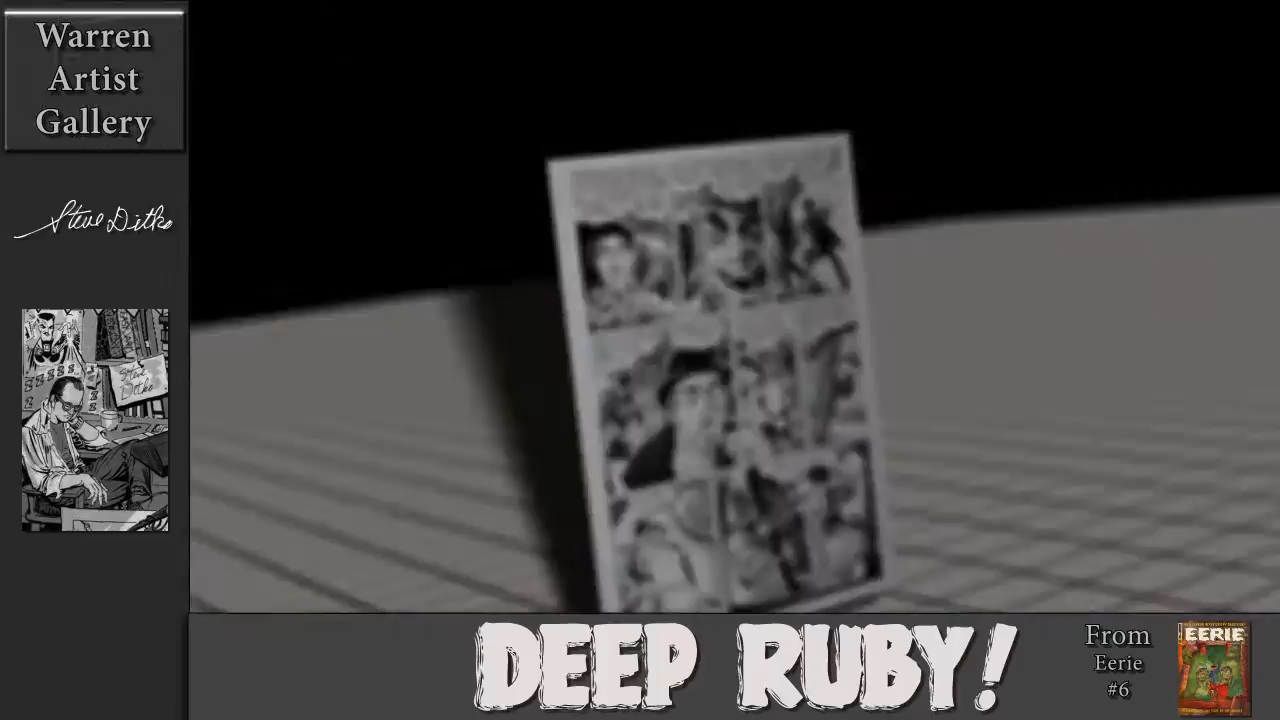 Warren
Artist
Gallery
Steve Ditko
DEEP RUBY!
From
Eerie
#6
EERIE